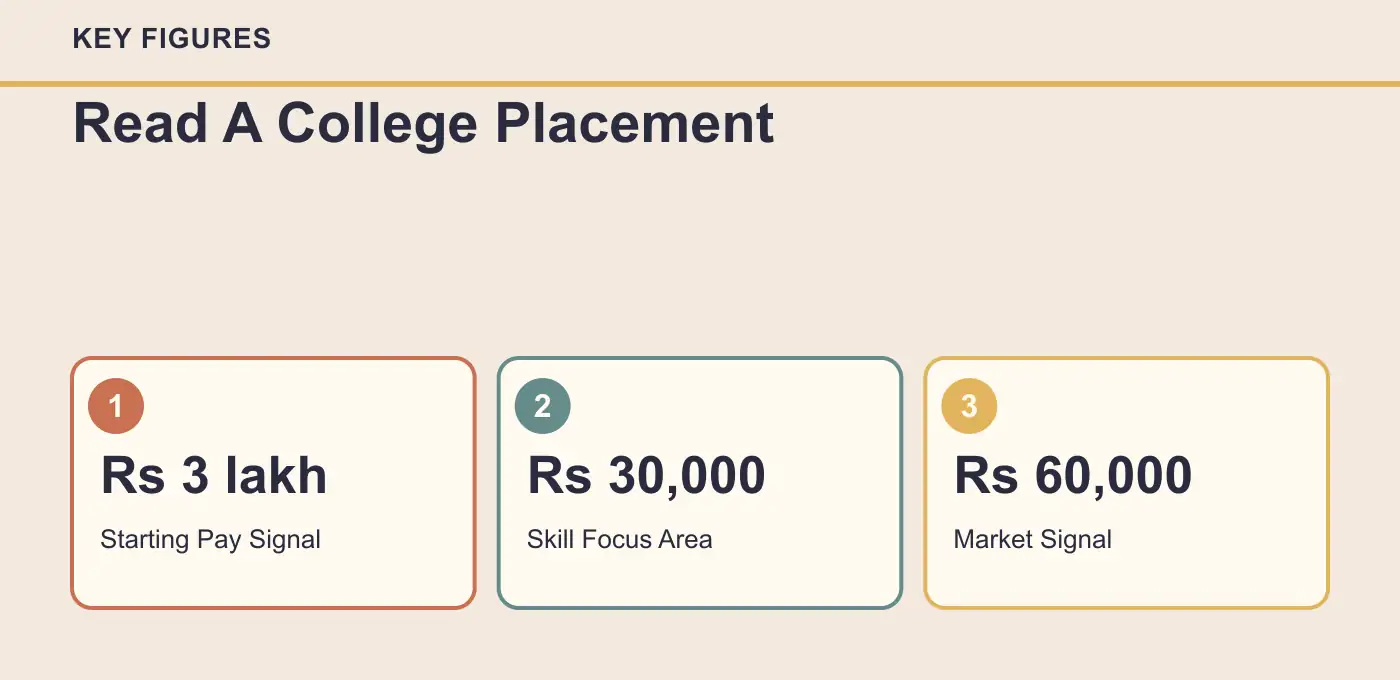 KEY FIGURES
Read A College Placement
1
Rs 3 lakh
Starting Pay Signal
2
Rs 30,000
Skill Focus Area
3
Rs 60,000
Market Signal